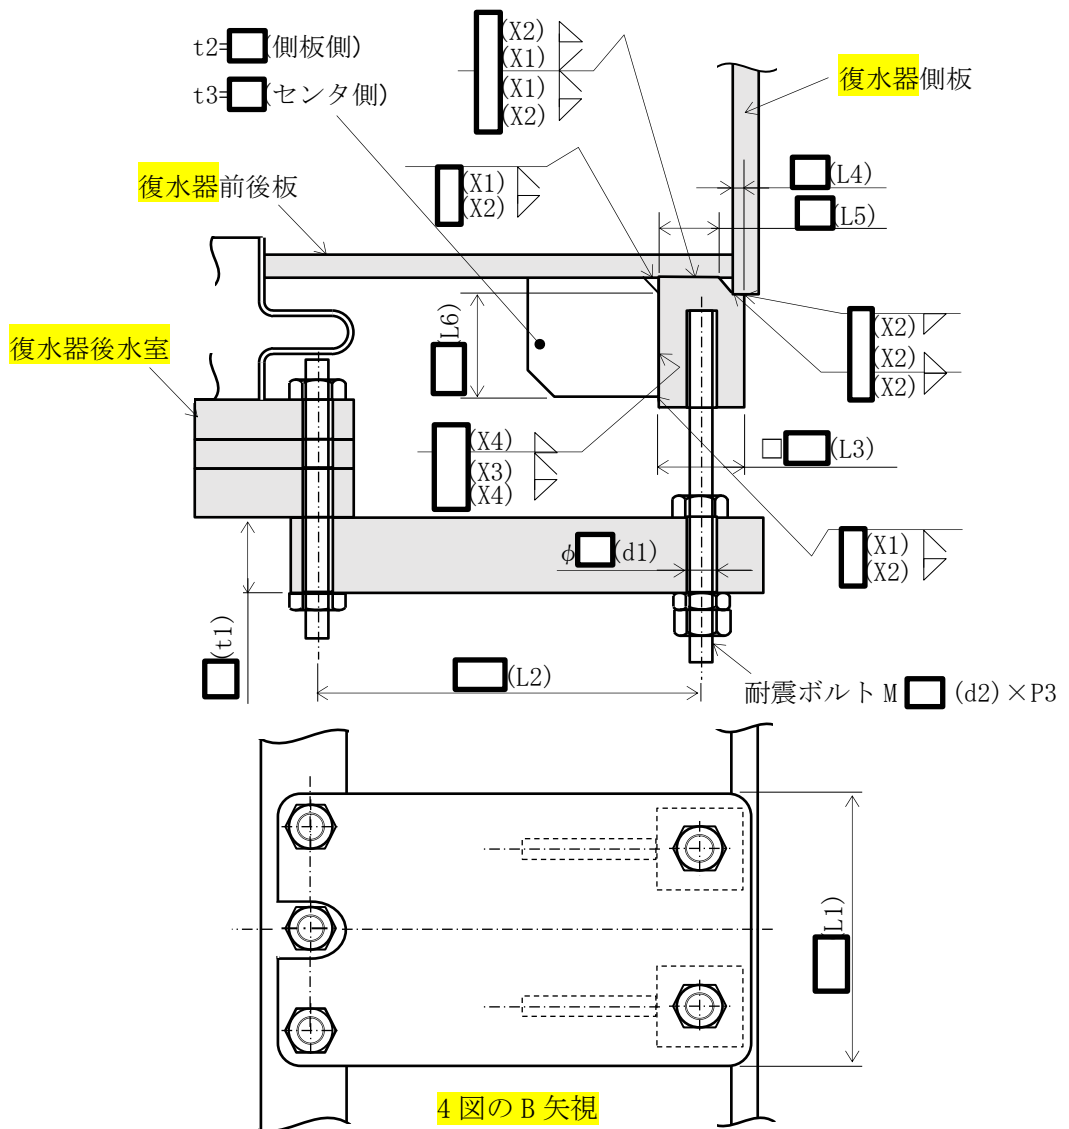 t2=　(側板側)
t3=　(センタ側)
(X2)
(X1)
(X1)
(X2)
復水器側板
復水器前後板
(X1)
(X2)
(L4)
(L5)
復水器後水室
(L6)
(X2)
(X2)
(X2)
(X4)
(X3)
(X4)
□　(L3)
φ　(d1)
(X1)
(X2)
(t1)
(L2)
耐震ボルト M　(d2)×P3
(L1)
4 図の B 矢視